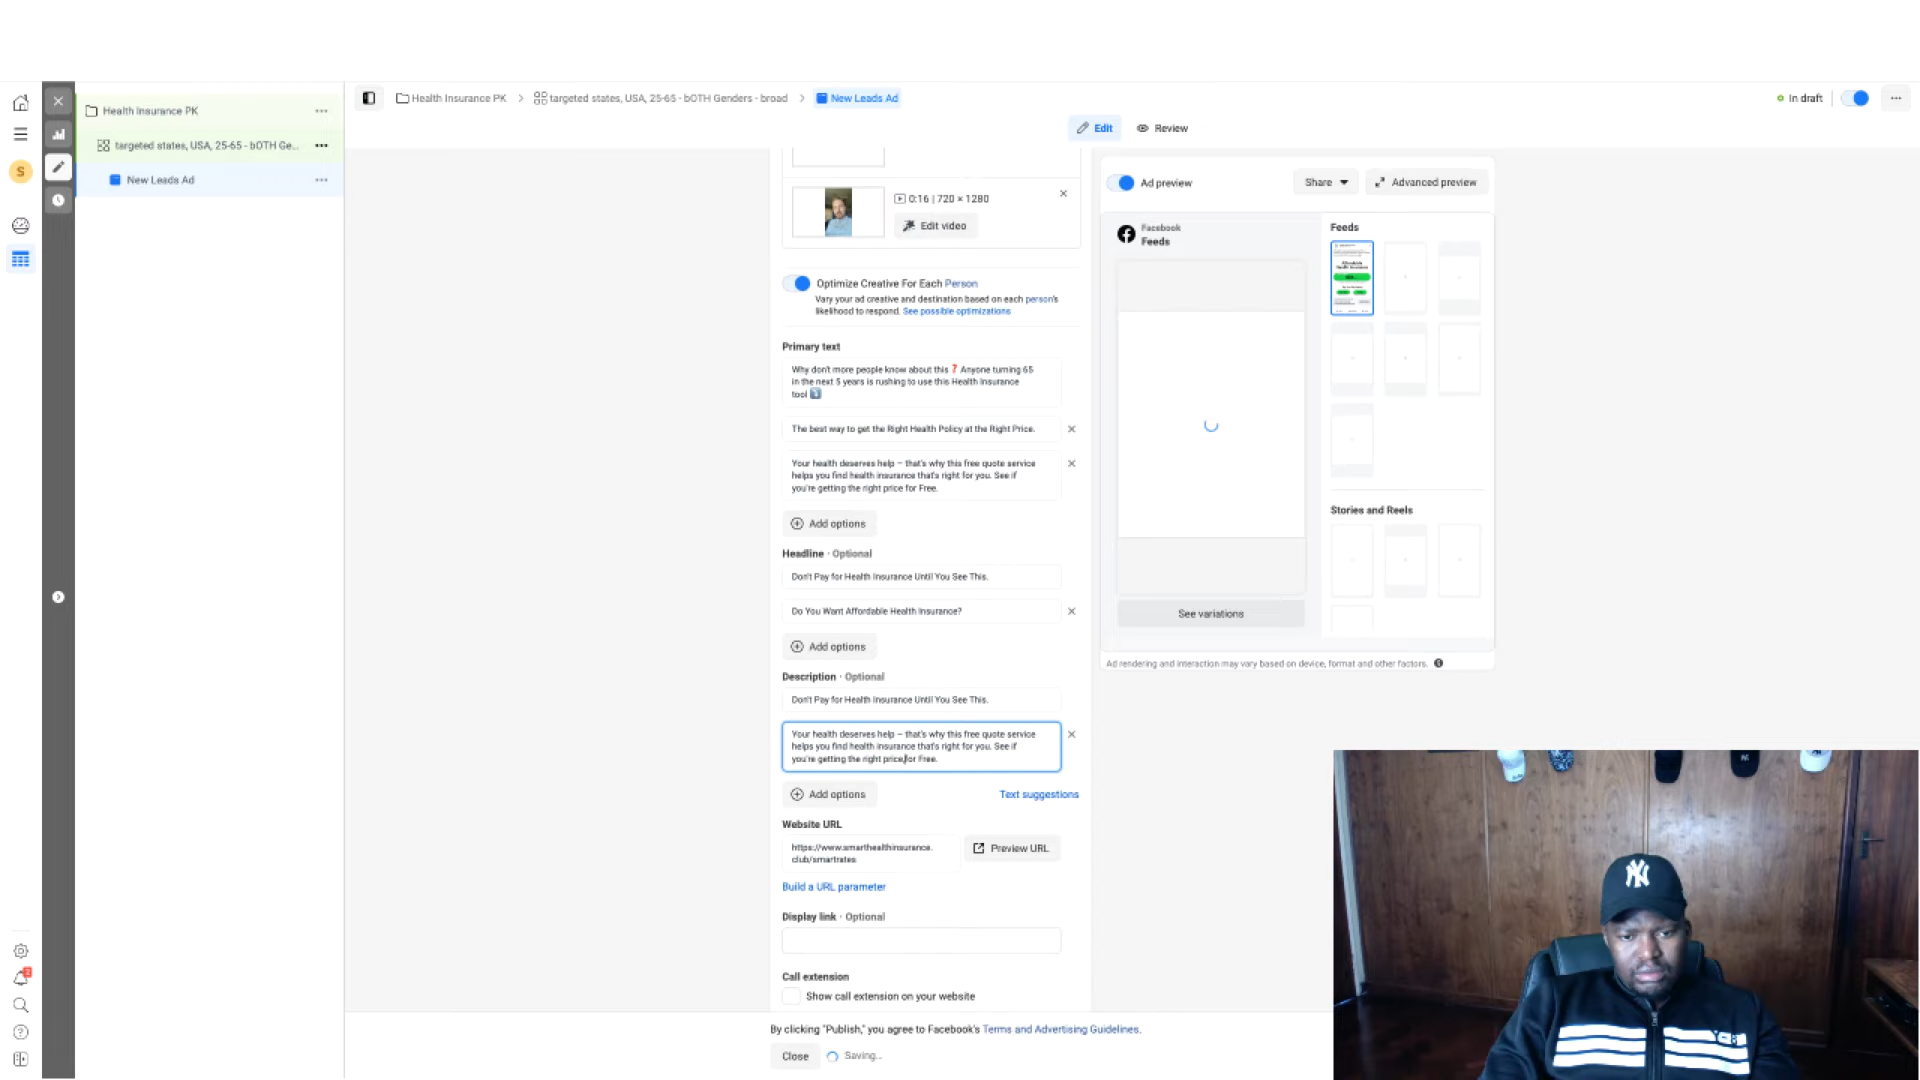 Health Insurance PK
targeted states, USA, 25-65 - bOTH Ge...
New Leads Ad
S
2
Health Insurance PK
targeted states, USA, 25-65 - bOTH Genders - broad
New Leads Ad
In draft
Edit
Review
0:16 | 720 × 1280
Edit video
Optimize Creative For Each Person
Vary your ad creative and destination based on each person's
likelihood to respond. See possible optimizations
Primary text
Why don't more people know about this ❓ Anyone turning 65
in the next 5 years is rushing to use this Health Insurance
tool ⤵️
The best way to get the Right Health Policy at the Right Price.
Your health deserves help – that's why this free quote service
helps you find health insurance that's right for you. See if
you're getting the right price for Free.
Add options
Headline · Optional
Don't Pay for Health Insurance Until You See This.
Do You Want Affordable Health Insurance?
Add options
Description · Optional
Don't Pay for Health Insurance Until You See This.
Your health deserves help – that's why this free quote service
helps you find health insurance that's right for you. See if
you're getting the right price,for Free.
Add options
Text suggestions
Website URL
https://www.smarthealthinsurance.
club/smartrates
Preview URL
Build a URL parameter
Display link · Optional
Call extension
Show call extension on your website
By clicking "Publish," you agree to Facebook's Terms and Advertising Guidelines.
Close
Saving...
Ad preview
Share
Advanced preview
Facebook
Feeds
See variations
Feeds
Stories and Reels
Ad rendering and interaction may vary based on device, format and other factors.
NY